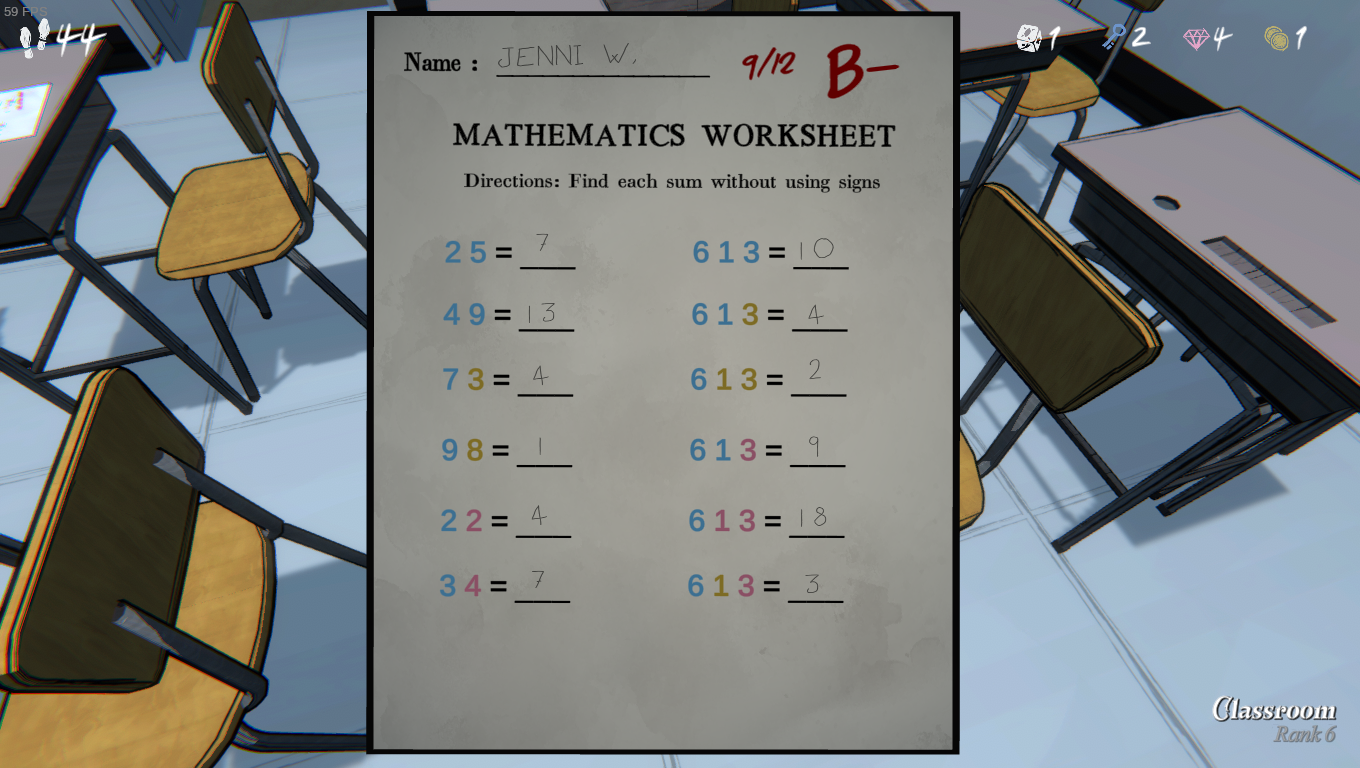 59 FPS
44
1 2 4 1
Name : JENNI W. 9/12 B-
MATHEMATICS WORKSHEET
Directions: Find each sum without using signs
2 5 = 7
4 9 = 13
7 3 = 4
9 8 = 1
2 2 = 4
3 4 = 7
6 1 3 = 10
6 1 3 = 4
6 1 3 = 2
6 1 3 = 9
6 1 3 = 18
6 1 3 = 3
Classroom
Rank 6